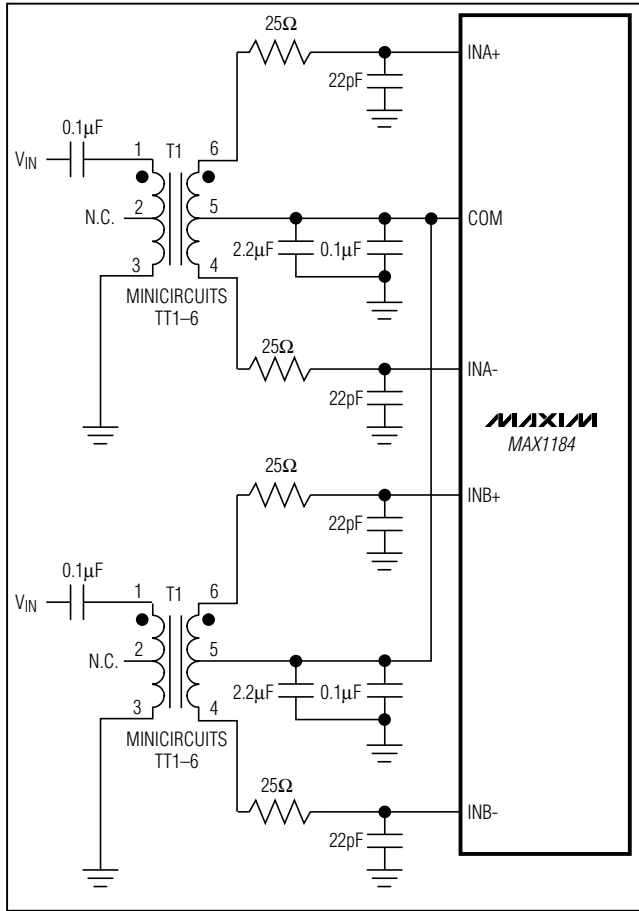 25Ω
INA+
22pF
0.1μF
VIN
1
T1
6
N.C.
2
5
COM
2.2μF
0.1μF
3
4
MINICIRCUITS
TT1–6
25Ω
INA-
22pF
MAXIM
MAX1184
25Ω
INB+
22pF
0.1μF
VIN
1
T1
6
N.C.
2
5
2.2μF
0.1μF
3
4
MINICIRCUITS
TT1–6
25Ω
INB-
22pF